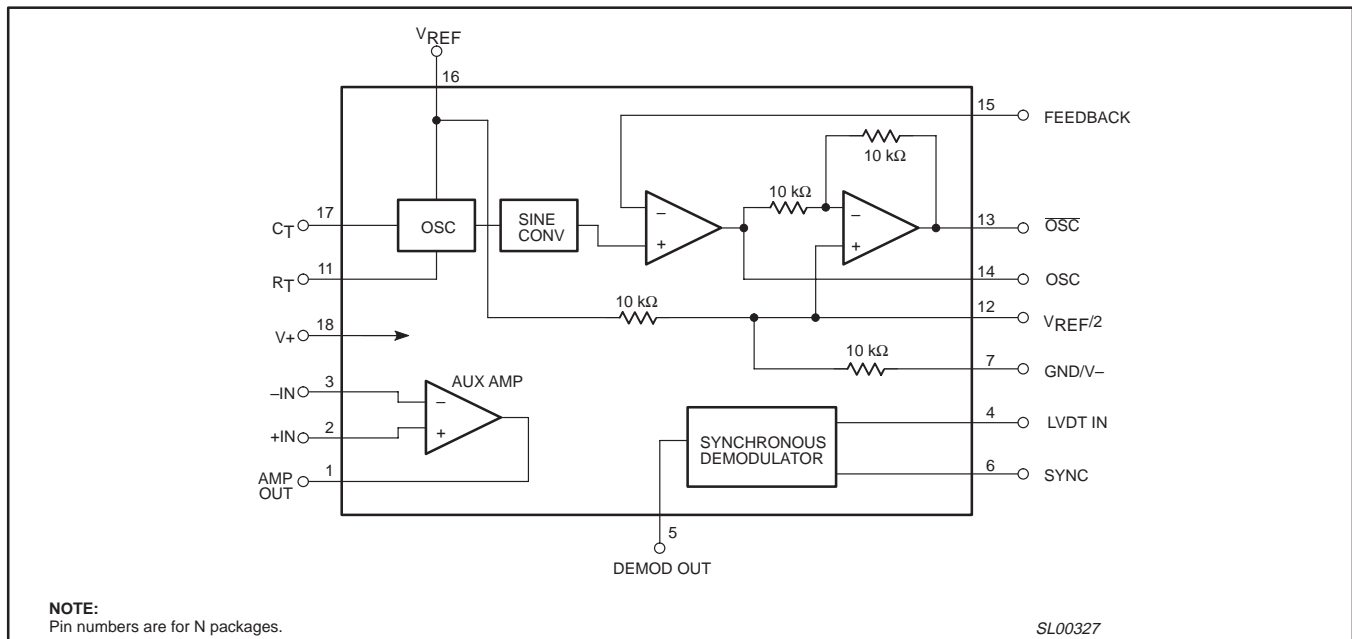 VREF
16
15
FEEDBACK
10 kΩ
10 kΩ
17
CT
OSC
SINE
CONV
–
+
–
+
13
OSC
11
RT
14
OSC
10 kΩ
12
VREF/2
18
V+
10 kΩ
7
GND/V–
3
–IN
AUX AMP
–
+
2
+IN
4
LVDT IN
SYNCHRONOUS
DEMODULATOR
6
SYNC
1
AMP
OUT
5
DEMOD OUT
NOTE:
Pin numbers are for N packages.
SL00327